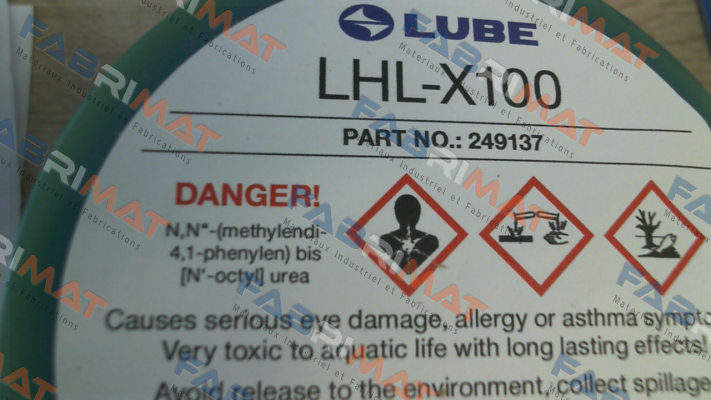 LUBE
LHL-X100
PART NO.: 249137
DANGER!
N,N"-(methylendi-
4,1-phenylen) bis
[N'-octyl] urea
Causes serious eye damage, allergy or asthma sympto
Very toxic to aquatic life with long lasting effects!
Avoid release to the environment, collect spillage
FABRIMAT
Materiaux Industriel et Fabrications